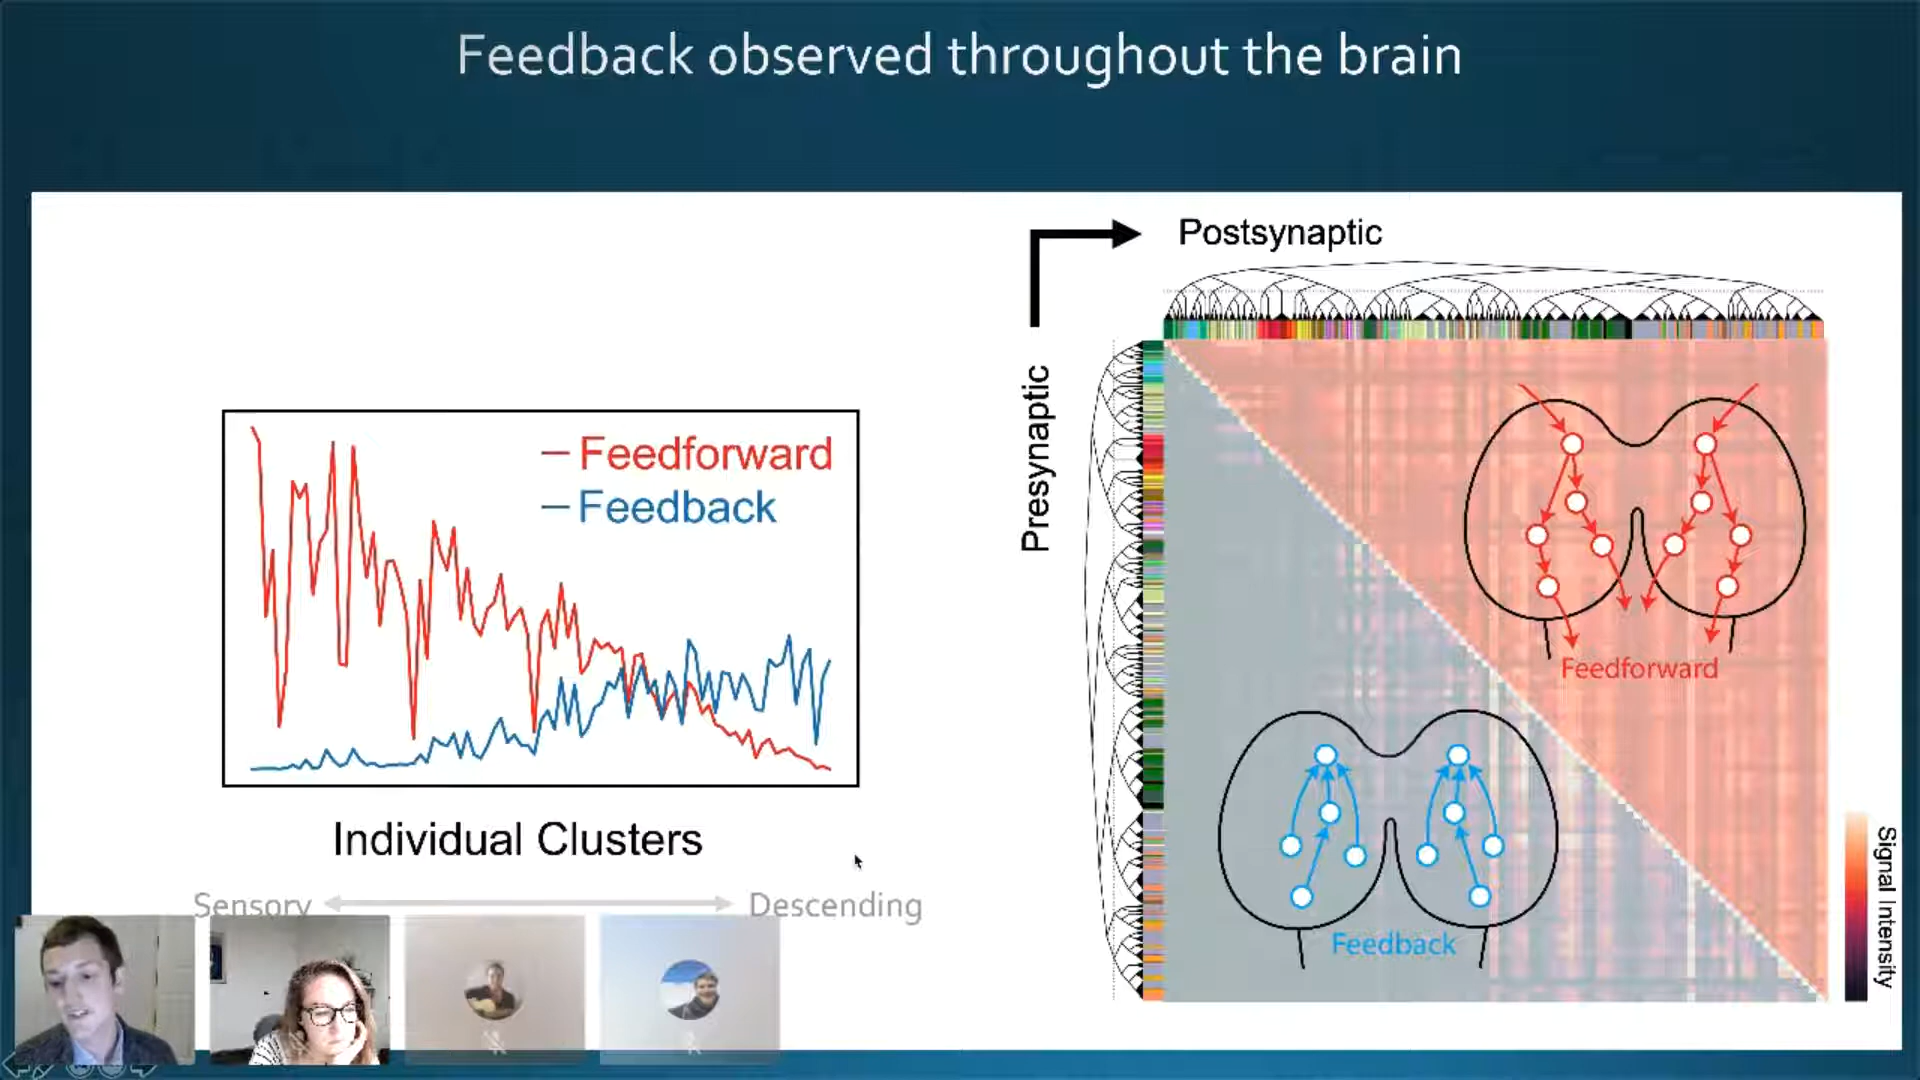 Feedback observed throughout the brain
Postsynaptic
Presynaptic
Feedforward
Feedback
Individual Clusters
Sensory
Descending
Feedforward
Feedback
Signal Intensity